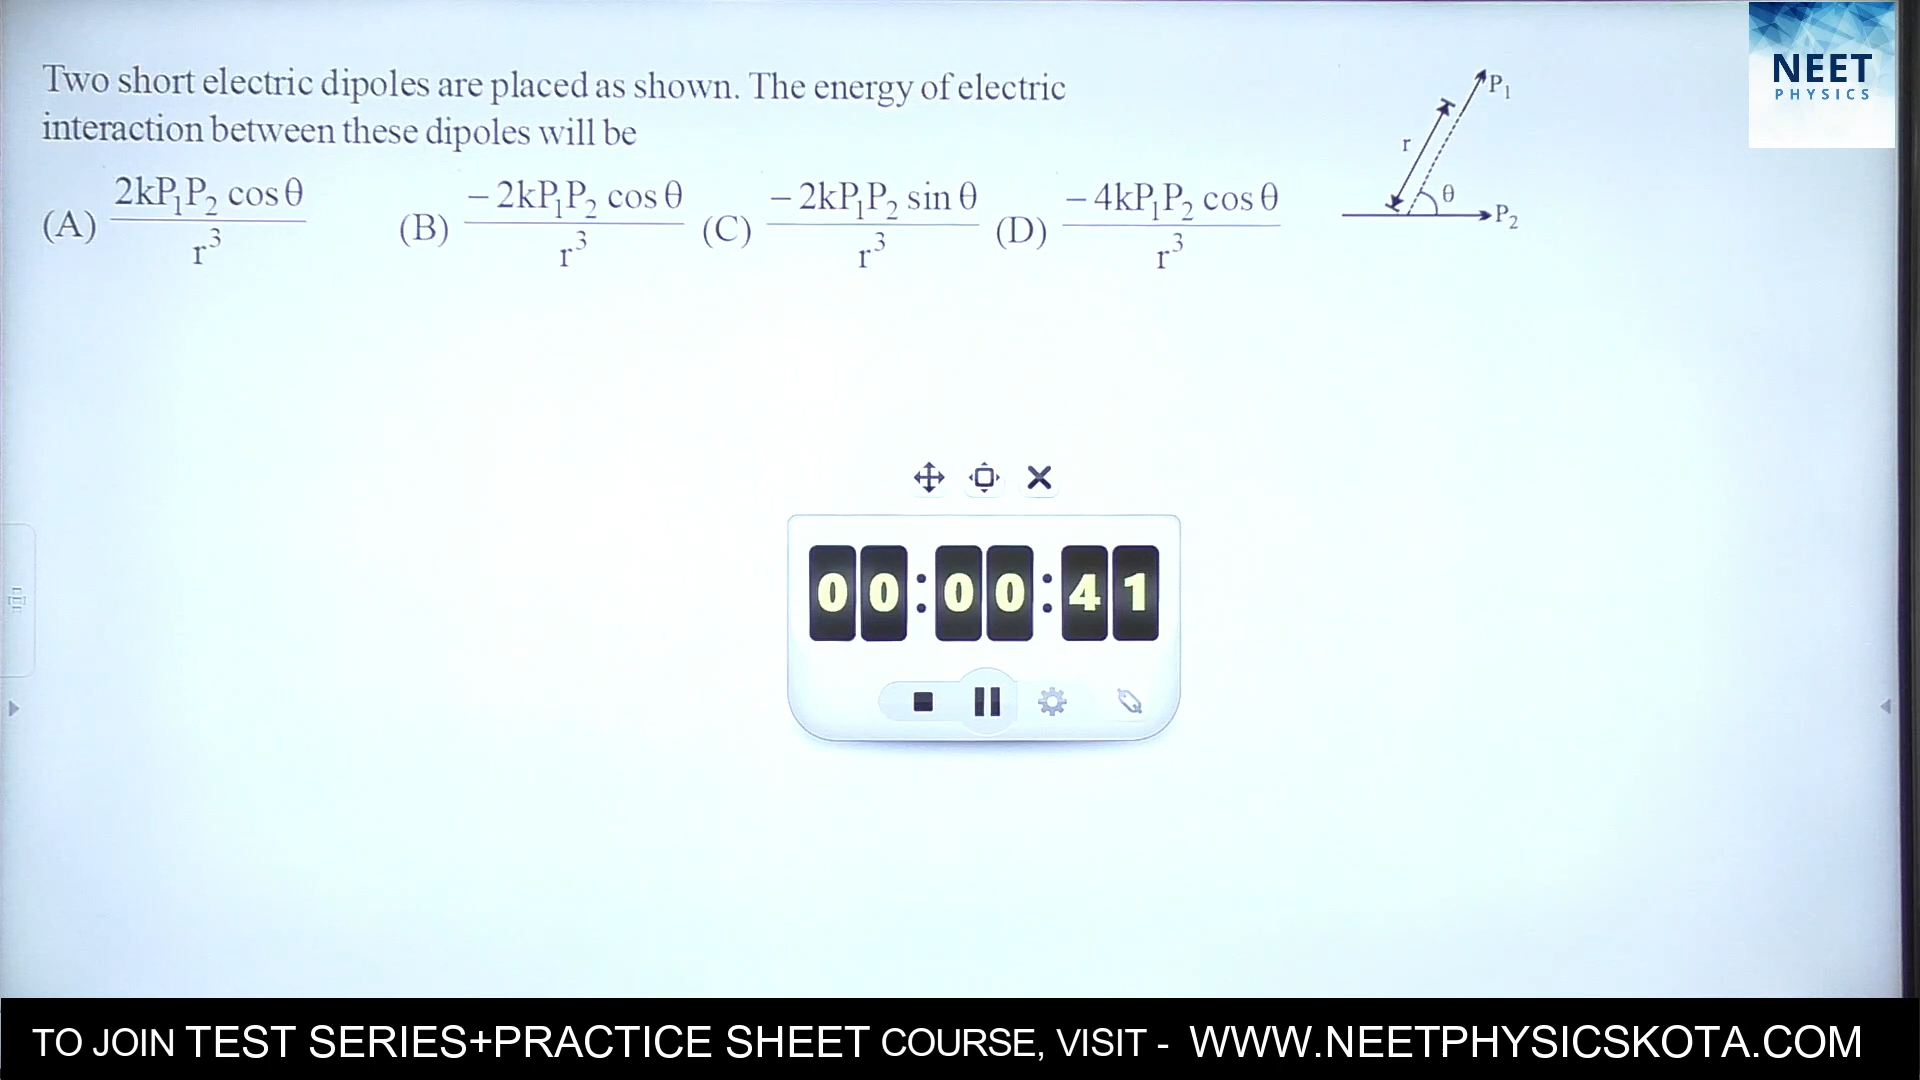 Two short electric dipoles are placed as shown. The energy of electric
interaction between these dipoles will be
(A) 2kP₁P₂ cos θ / r³ (B) – 2kP₁P₂ cos θ / r³ (C) – 2kP₁P₂ sin θ / r³ (D) – 4kP₁P₂ cos θ / r³
P₁
r
θ
P₂
NEET
PHYSICS
00:00:41
TO JOIN TEST SERIES+PRACTICE SHEET COURSE, VISIT - WWW.NEETPHYSICSKOTA.COM